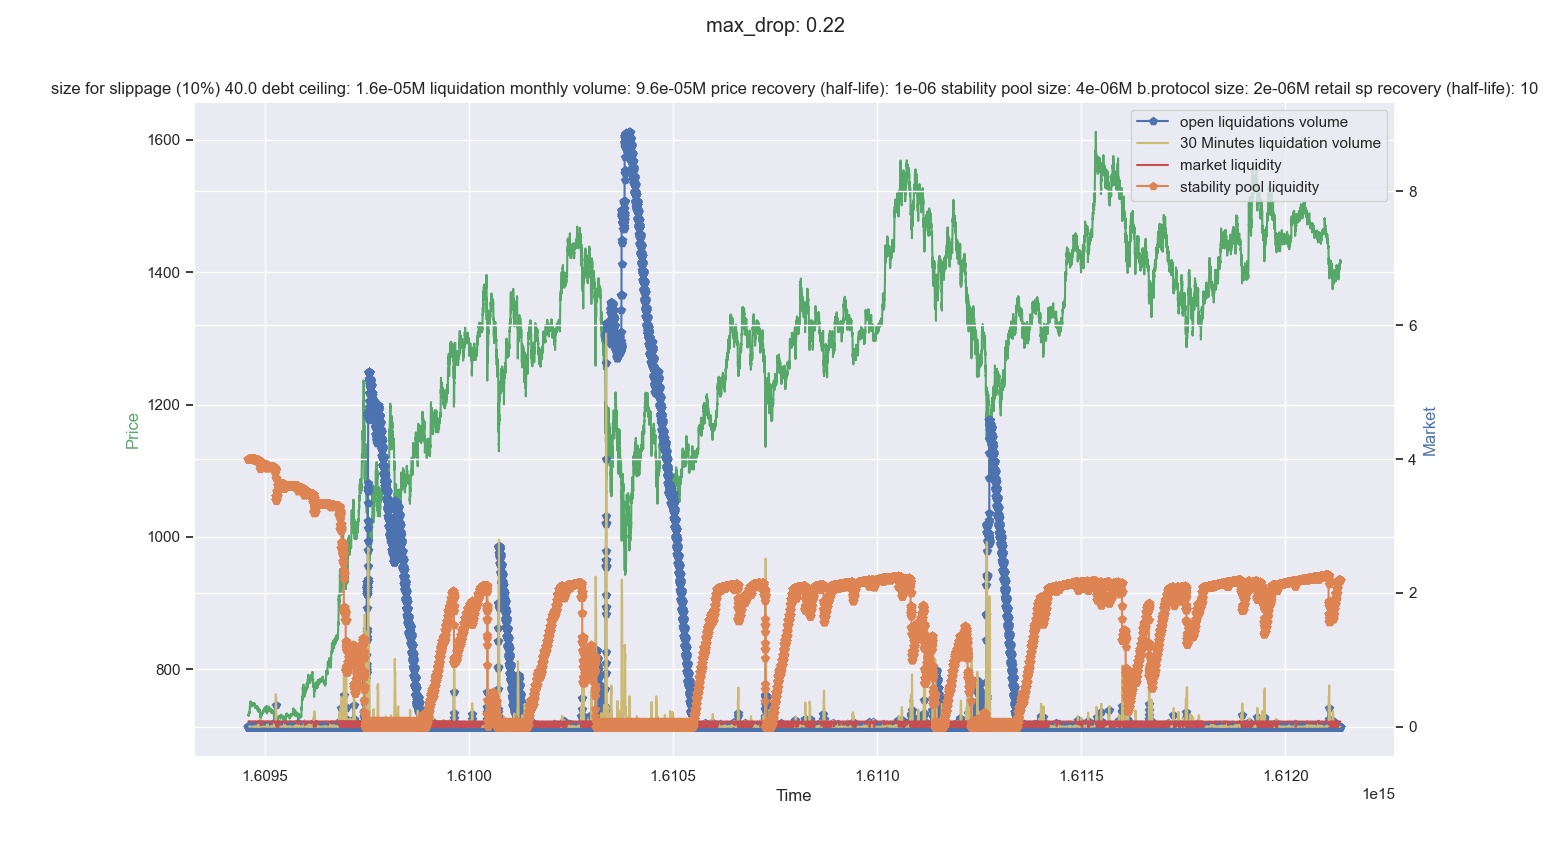 max_drop: 0.22
size for slippage (10%) 40.0 debt ceiling: 1.6e-05M liquidation monthly volume: 9.6e-05M price recovery (half-life): 1e-06 stability pool size: 4e-06M b.protocol size: 2e-06M retail sp recovery (half-life): 10
open liquidations volume
30 Minutes liquidation volume
market liquidity
stability pool liquidity
1600
1400
1200
1000
800
Price
8
6
4
2
0
Market
1.6095
1.6100
1.6105
1.6110
1.6115
1.6120
1e15
Time